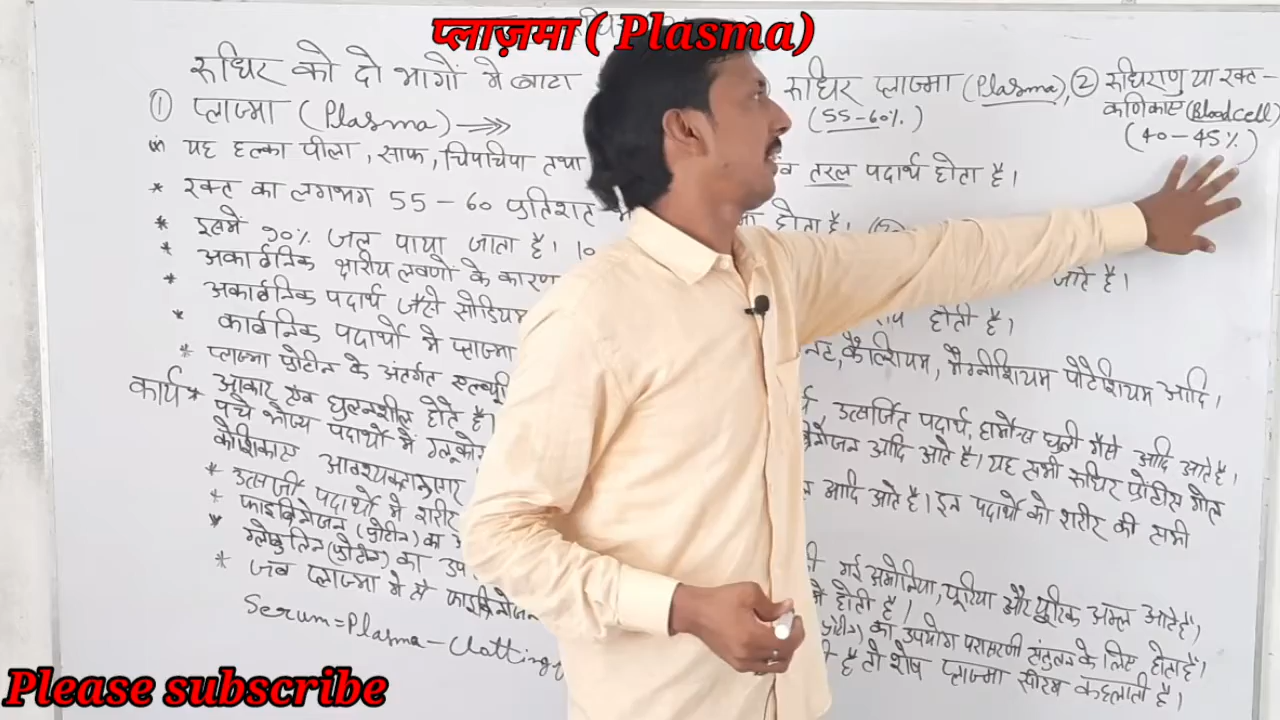 प्लाज़मा ( Plasma)
रूधिर को दो भागों मे बाटा रूधिर प्लाज्मा (Plasma), ② रूधिराणु या रक्त-
कणिकाए (Blood cell)
(55-60%) (40-45%)
① प्लाज्मा (Plasma) →
यह हल्का पीला, साफ, चिपचिपा तथा तरल पदार्थ होता है।
* रक्त का लगभग 55-60 प्रतिशत होता है।
* इसमे 90% जल पाया जाता है। जाते है।
* अकार्बनिक क्षारीय लवणो के कारण होती है।
* अकार्बनिक पदार्थ जैसे सोडियम कैल्शियम, मैग्नीशियम पोटैशियम आदि।
* कार्बनिक पदार्थो मे प्लाज्मा उत्सर्जित पदार्थ, हार्मोन्स घुली गैसे आदि आते है।
* प्लाज्मा प्रोटीन के अंतर्गत आदि आते है। यह सभी रूधिर प्रोटीस गोल
आकार एव घुलनशील होते है।
कार्य * पचे भोज्य पदार्थो मे ग्लूकोस आदि आते है। इन पदार्थो को शरीर की सभी
कोशिकाए आवश्यकतानुसार
* उत्सर्जी पदार्थो मे शरीर गई अमोनिया, यूरिया और यूरिक अम्ल आते है।
* फाइब्रिनोजन (प्रोटीन) का होती है।
* ग्लोबुलिन (प्रोटीन) का उप का उपयोग परासरणी संतुलन के लिए होता है।
* जब प्लाज्मा मे से फाइब्रिनोजन है तो शेष प्लाज्मा सीरम कहलाती है।
Serum = Plasma - Clotting
Please subscribe